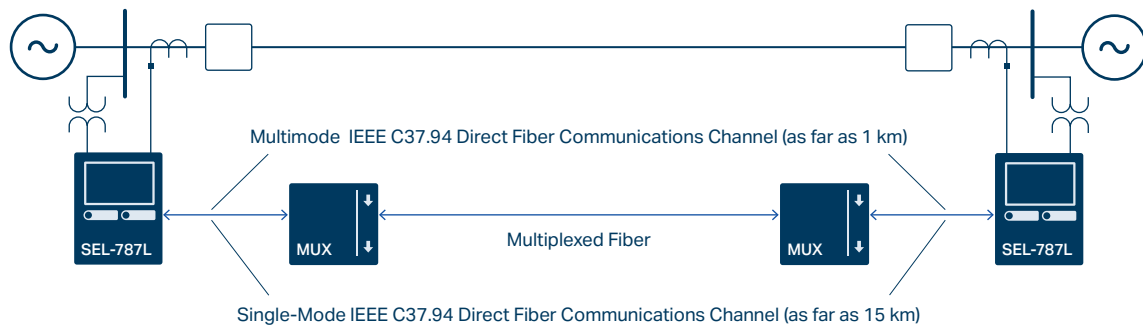 Multimode IEEE C37.94 Direct Fiber Communications Channel (as far as 1 km)
SEL-787L
MUX
Multiplexed Fiber
MUX
SEL-787L
Single-Mode IEEE C37.94 Direct Fiber Communications Channel (as far as 15 km)